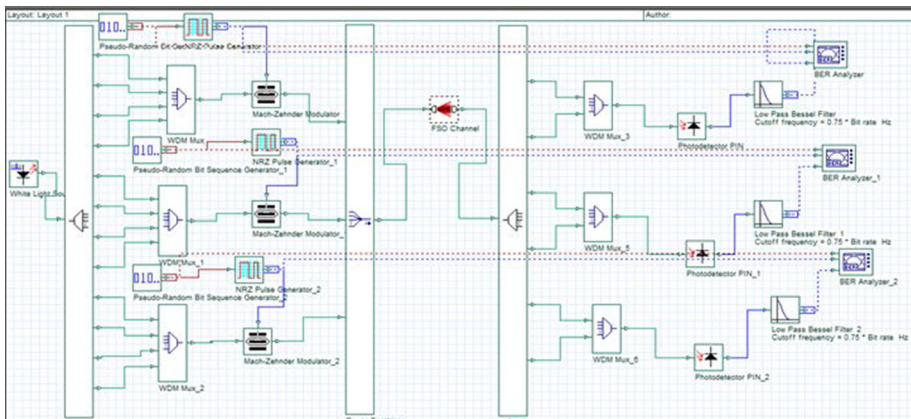 Layout: Layout 1
Author:
Pseudo-Random Bit
NRZ Pulse Generator
Mach-Zehnder Modulator
WDM Mux
FSO Channel
BER Analyzer
Low Pass Bessel Filter
Cutoff frequency = 0.75 * Bit rate Hz
WDM Mux_3
Photodetector PIN
NRZ Pulse Generator_1
Pseudo-Random Bit Sequence Generator_1
BER Analyzer_1
White Light
Mach-Zehnder Modulator_
WDM Mux_1
WDM Mux_5
Low Pass Bessel Filter_1
Cutoff frequency = 0.75 * Bit rate Hz
Photodetector PIN_1
BER Analyzer_2
NRZ Pulse Generator_2
Pseudo-Random Bit Sequence Generator_2
Mach-Zehnder Modulator_2
WDM Mux_2
Low Pass Bessel Filter_2
Cutoff frequency = 0.75 * Bit rate Hz
WDM Mux_6
Photodetector PIN_2